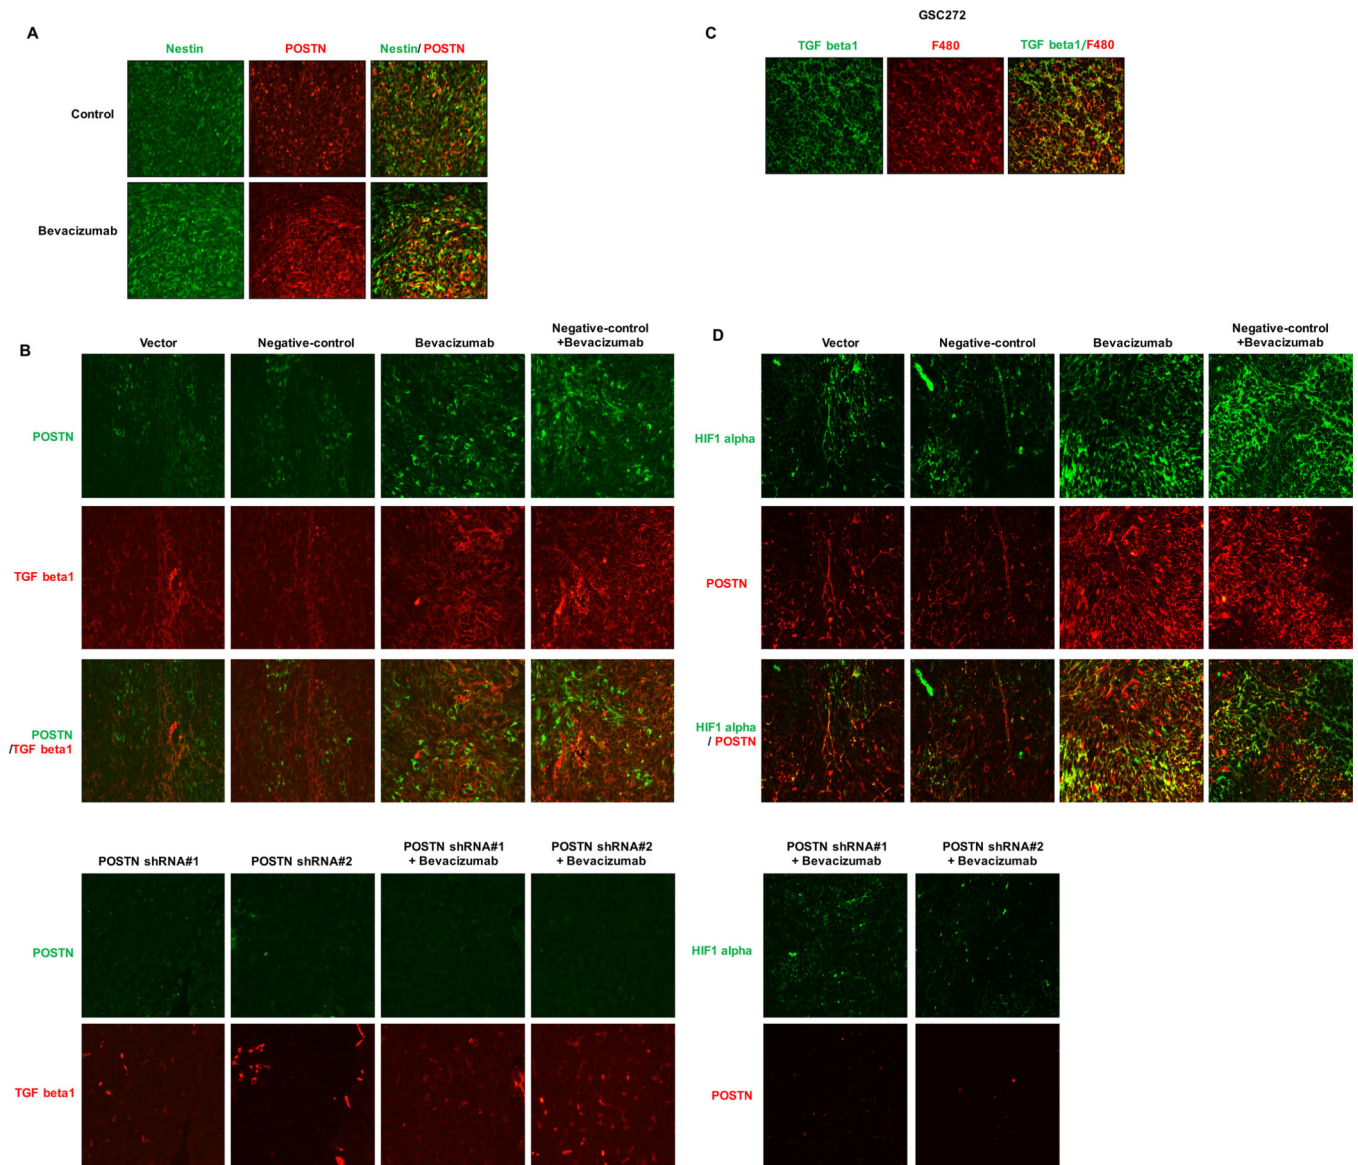 A
Nestin
POSTN
Nestin/ POSTN
Control
Bevacizumab
C
GSC272
TGF beta1
F480
TGF beta1/F480
B
Vector
Negative-control
Bevacizumab
Negative-control
+Bevacizumab
POSTN
TGF beta1
POSTN
/TGF beta1
POSTN shRNA#1
POSTN shRNA#2
POSTN shRNA#1
+ Bevacizumab
POSTN shRNA#2
+ Bevacizumab
POSTN
TGF beta1
D
Vector
Negative-control
Bevacizumab
Negative-control
+Bevacizumab
HIF1 alpha
POSTN
HIF1 alpha
/ POSTN
POSTN shRNA#1
+ Bevacizumab
POSTN shRNA#2
+ Bevacizumab
HIF1 alpha
POSTN